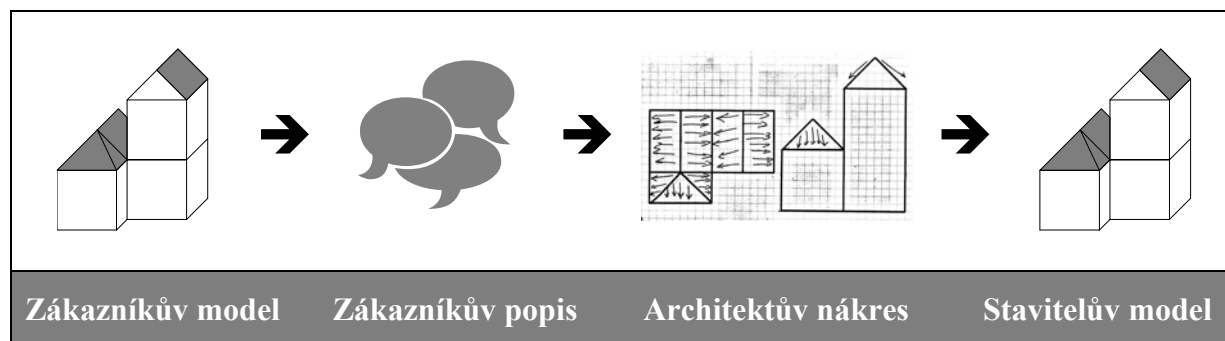 Zákazníkův model
Zákazníkův popis
Architektův nákres
Stavitelův model